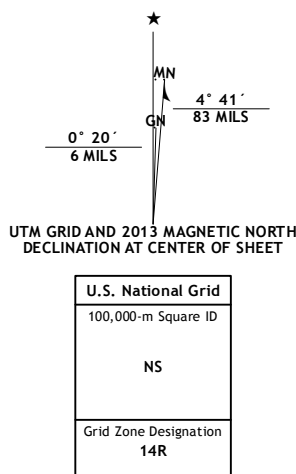 ★
MN
GN
4° 41´
83 MILS
0° 20´
6 MILS
UTM GRID AND 2013 MAGNETIC NORTH
DECLINATION AT CENTER OF SHEET
U.S. National Grid
100,000-m Square ID
NS
Grid Zone Designation
14R